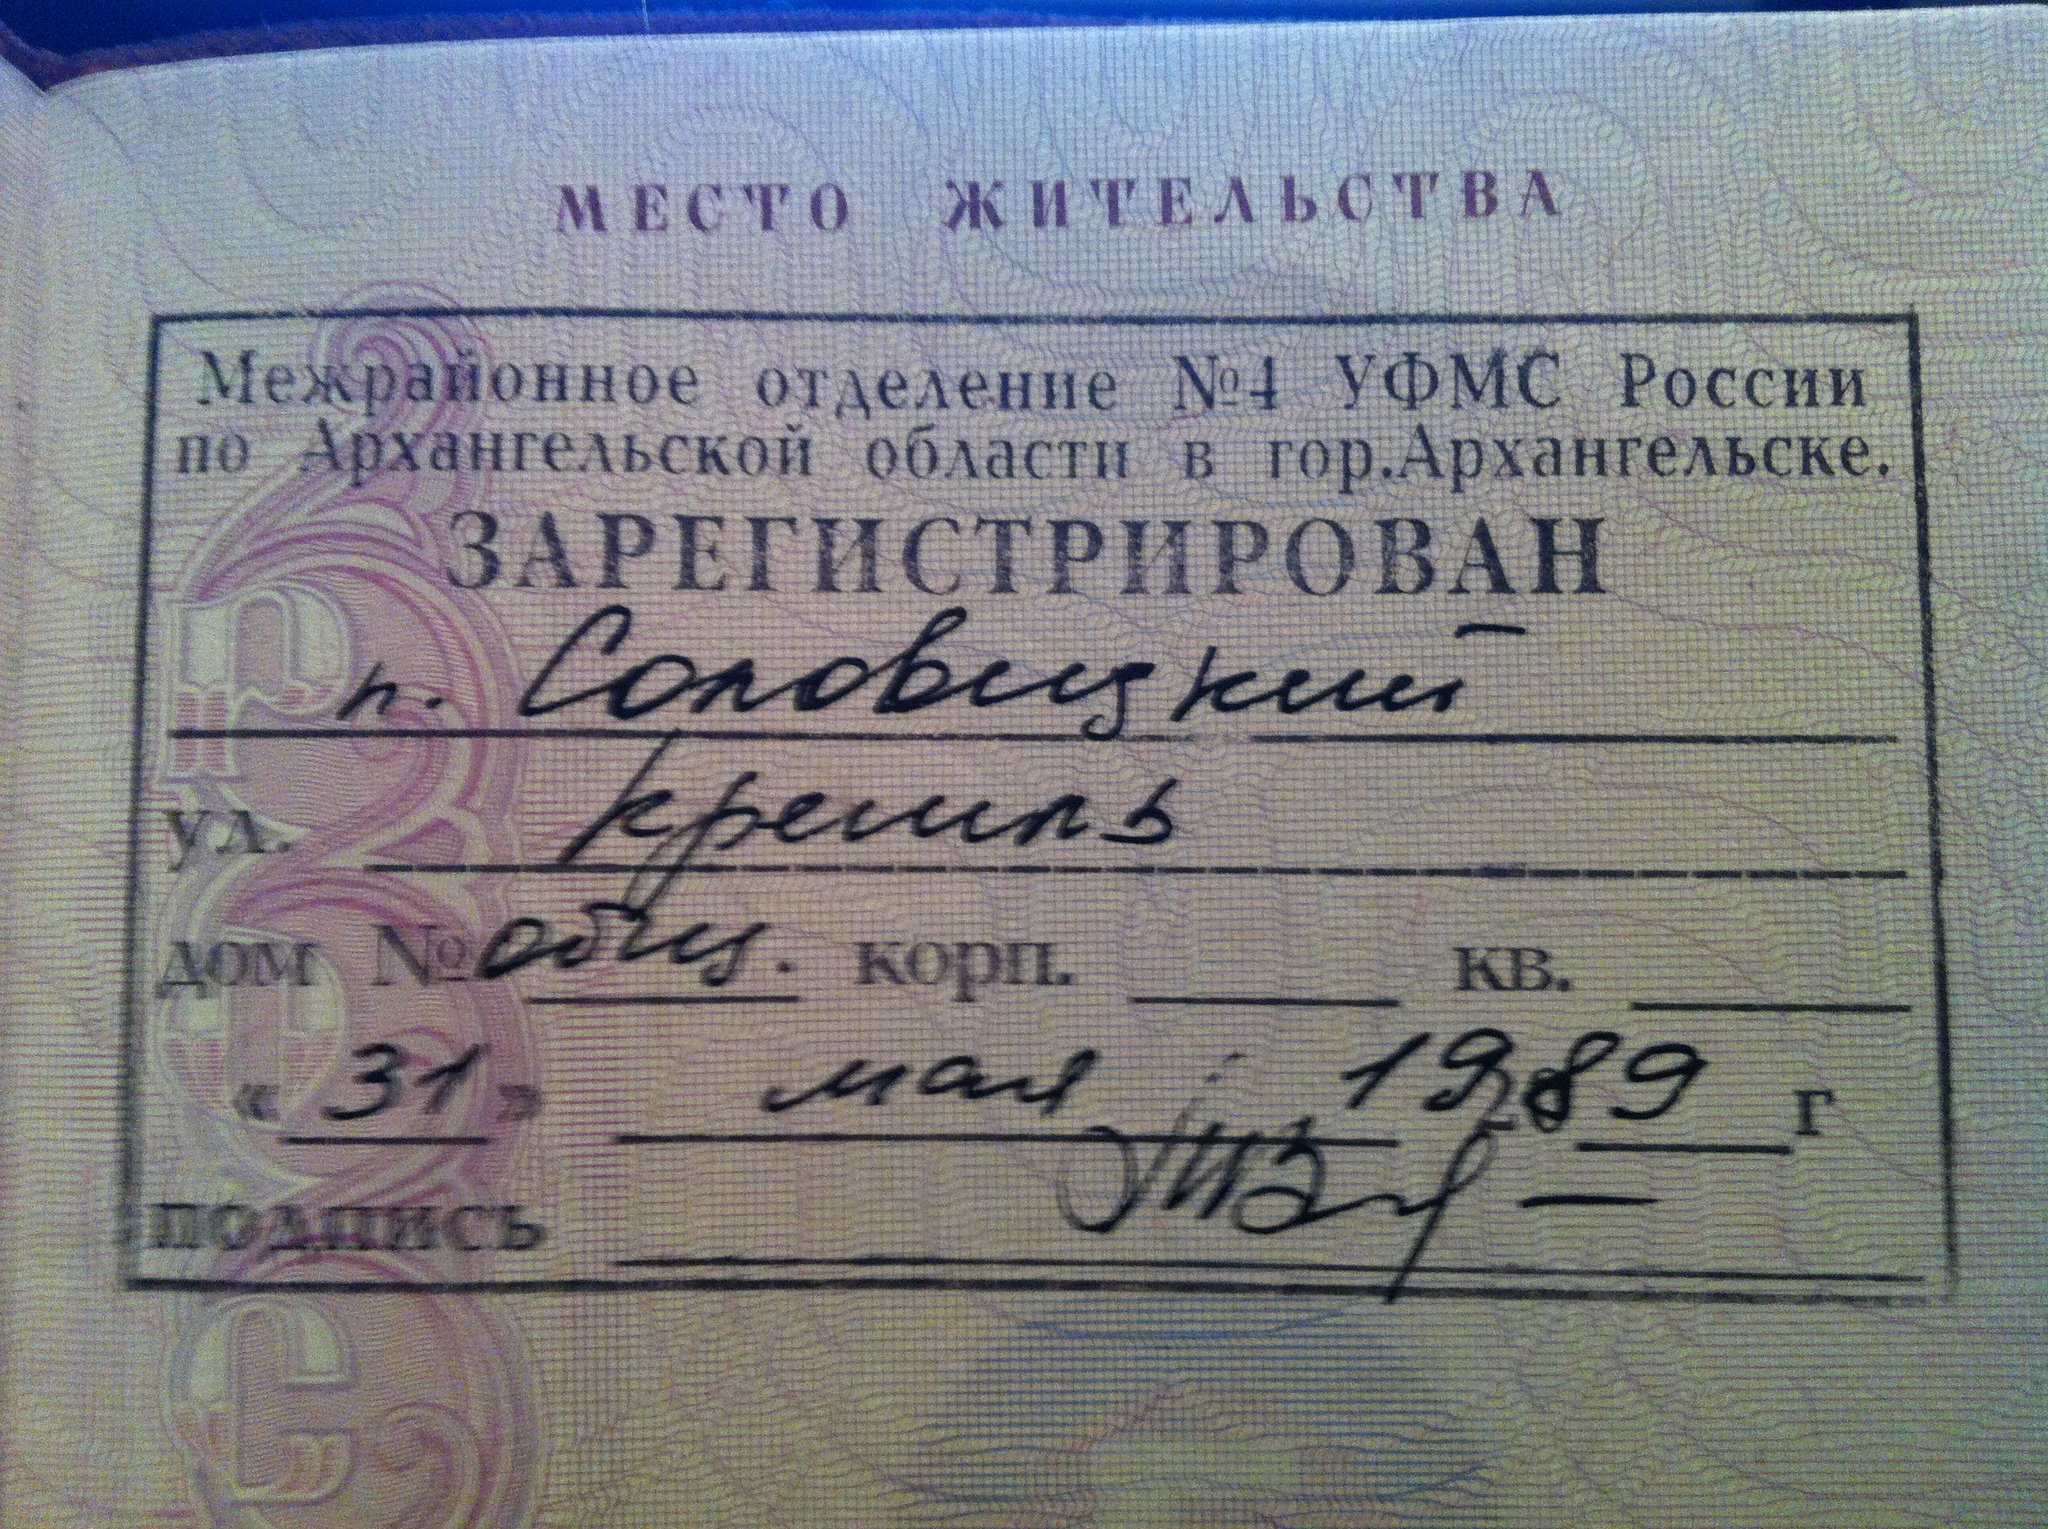 МЕСТО ЖИТЕЛЬСТВА
Межрайонное отделение №4 УФМС России
по Архангельской области в гор.Архангельске.
ЗАРЕГИСТРИРОВАН
п. Соловецкий
ул. Кремль
дом № общ. корп. кв.
« 31 » мая 1989 г
подпись